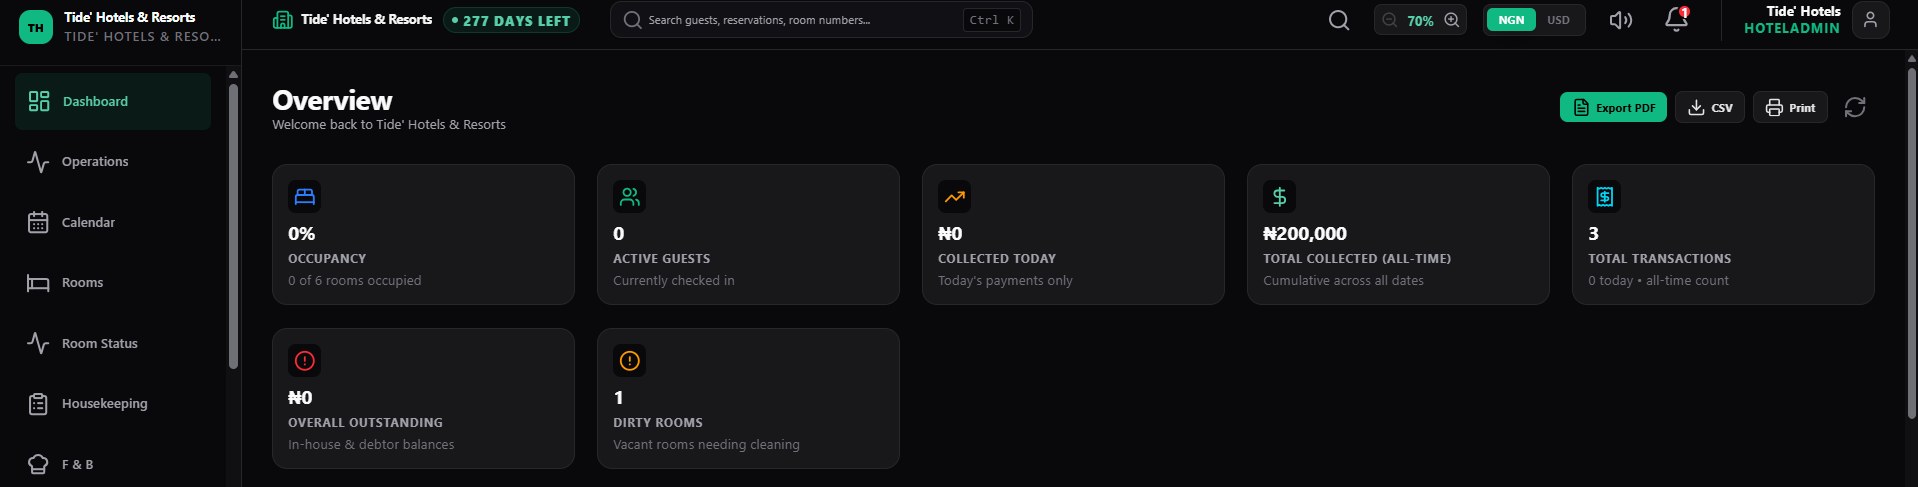 TH
Tide' Hotels & Resorts
TIDE' HOTELS & RESO...
Dashboard
Operations
Calendar
Rooms
Room Status
Housekeeping
F & B
Tide' Hotels & Resorts
277 DAYS LEFT
Search guests, reservations, room numbers...
Ctrl K
70%
NGN
USD
1
Tide' Hotels
HOTELADMIN
Overview
Welcome back to Tide' Hotels & Resorts
Export PDF
CSV
Print
0%
OCCUPANCY
0 of 6 rooms occupied
0
ACTIVE GUESTS
Currently checked in
₦0
COLLECTED TODAY
Today's payments only
₦200,000
TOTAL COLLECTED (ALL-TIME)
Cumulative across all dates
3
TOTAL TRANSACTIONS
0 today • all-time count
₦0
OVERALL OUTSTANDING
In-house & debtor balances
1
DIRTY ROOMS
Vacant rooms needing cleaning